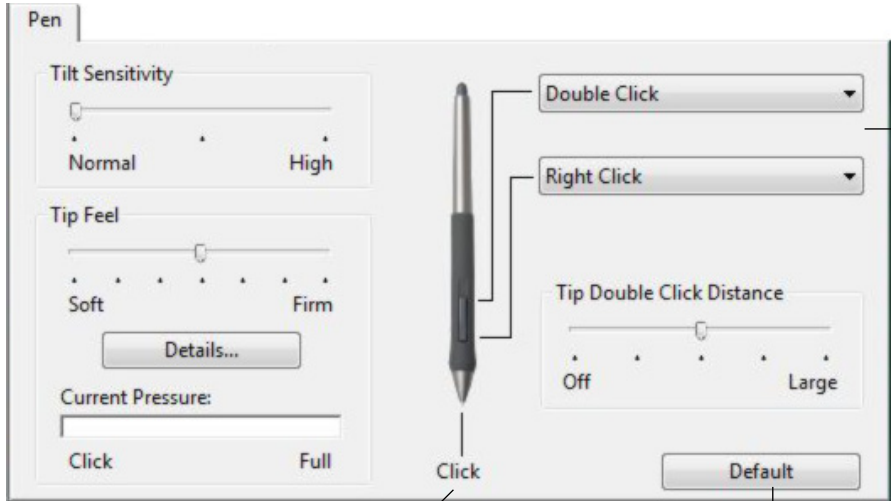 Pen
Tilt Sensitivity
Normal High
Tip Feel
Soft Firm
Details...
Current Pressure:
Click Full
Double Click
Right Click
Tip Double Click Distance
Off Large
Click
Default